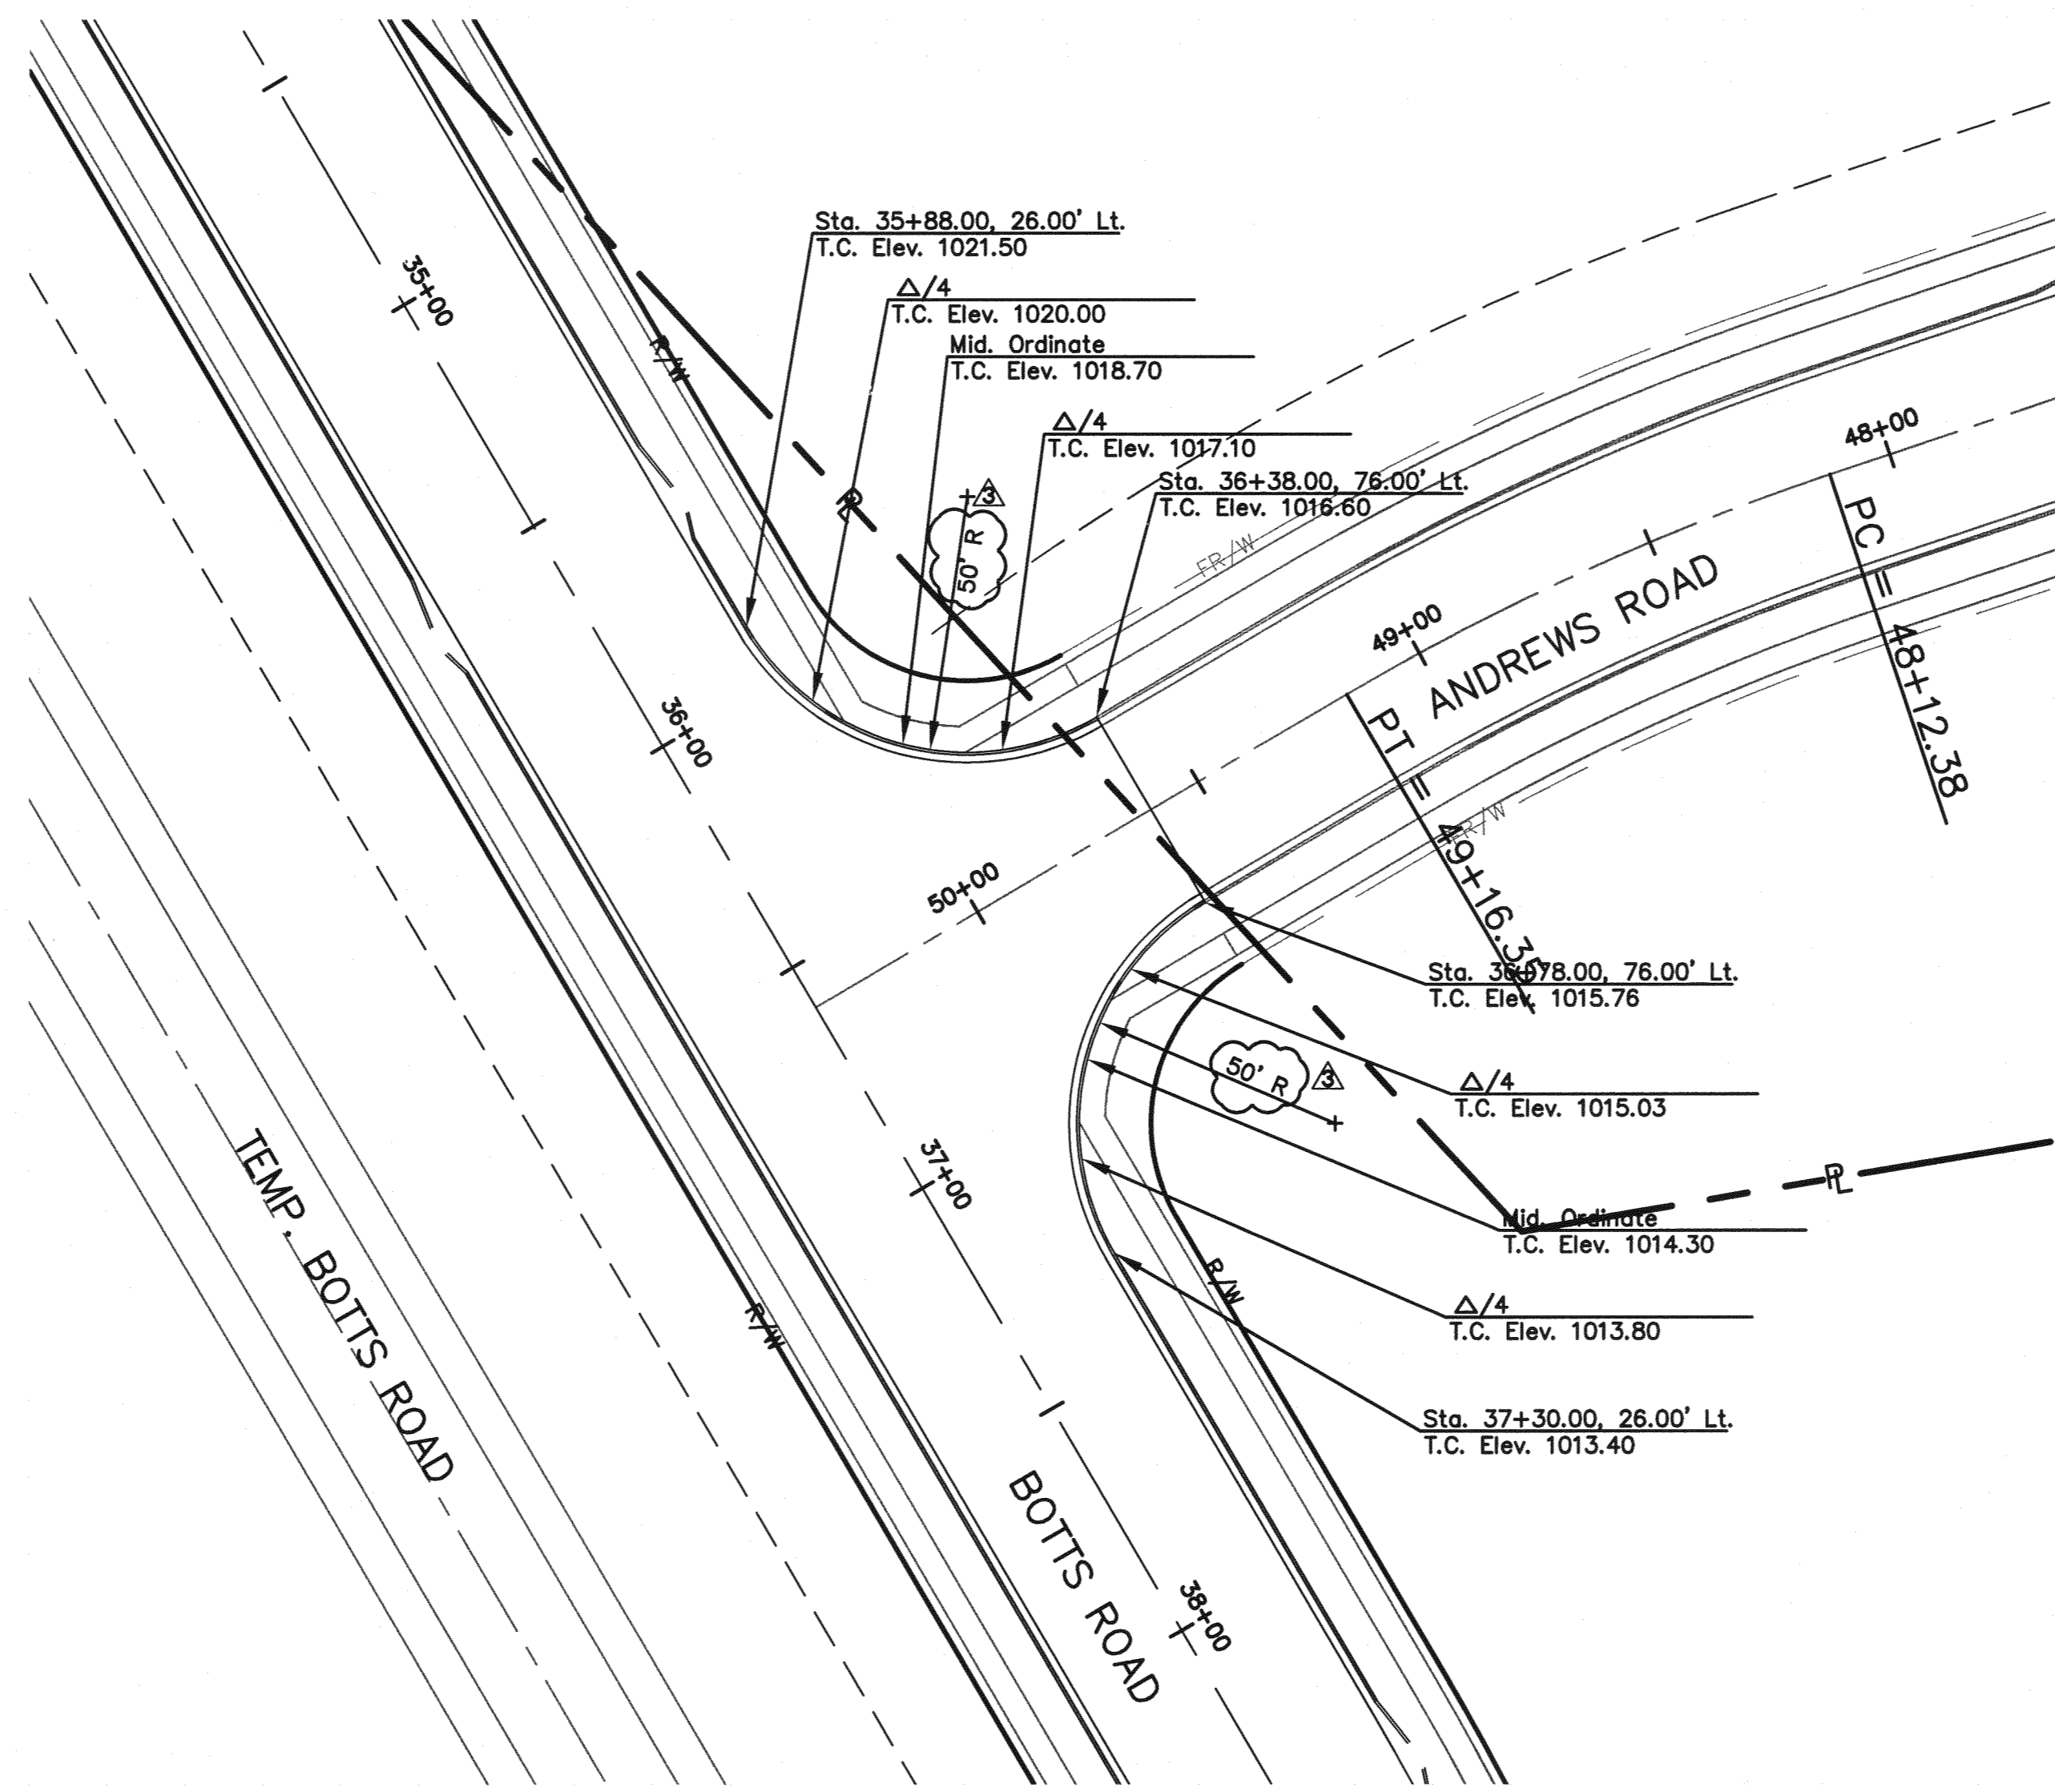 Sta. 35+88.00, 26.00' Lt.
T.C. Elev. 1021.50
Δ/4
T.C. Elev. 1020.00
Mid. Ordinate
T.C. Elev. 1018.70
Δ/4
T.C. Elev. 1017.10
Sta. 36+38.00, 76.00' Lt.
T.C. Elev. 1016.60
35+00
R/W
PL
3
50' R
FR/W
48+00
PC = 48+12.38
ANDREWS ROAD
49+00
PT = 49+16.35
FR/W
36+00
50+00
Sta. 36+78.00, 76.00' Lt.
T.C. Elev. 1015.76
50' R
3
Δ/4
T.C. Elev. 1015.03
PL
Mid. Ordinate
T.C. Elev. 1014.30
37+00
R/W
Δ/4
T.C. Elev. 1013.80
TEMP. BOTTS ROAD
R/W
Sta. 37+30.00, 26.00' Lt.
T.C. Elev. 1013.40
BOTTS ROAD
38+00